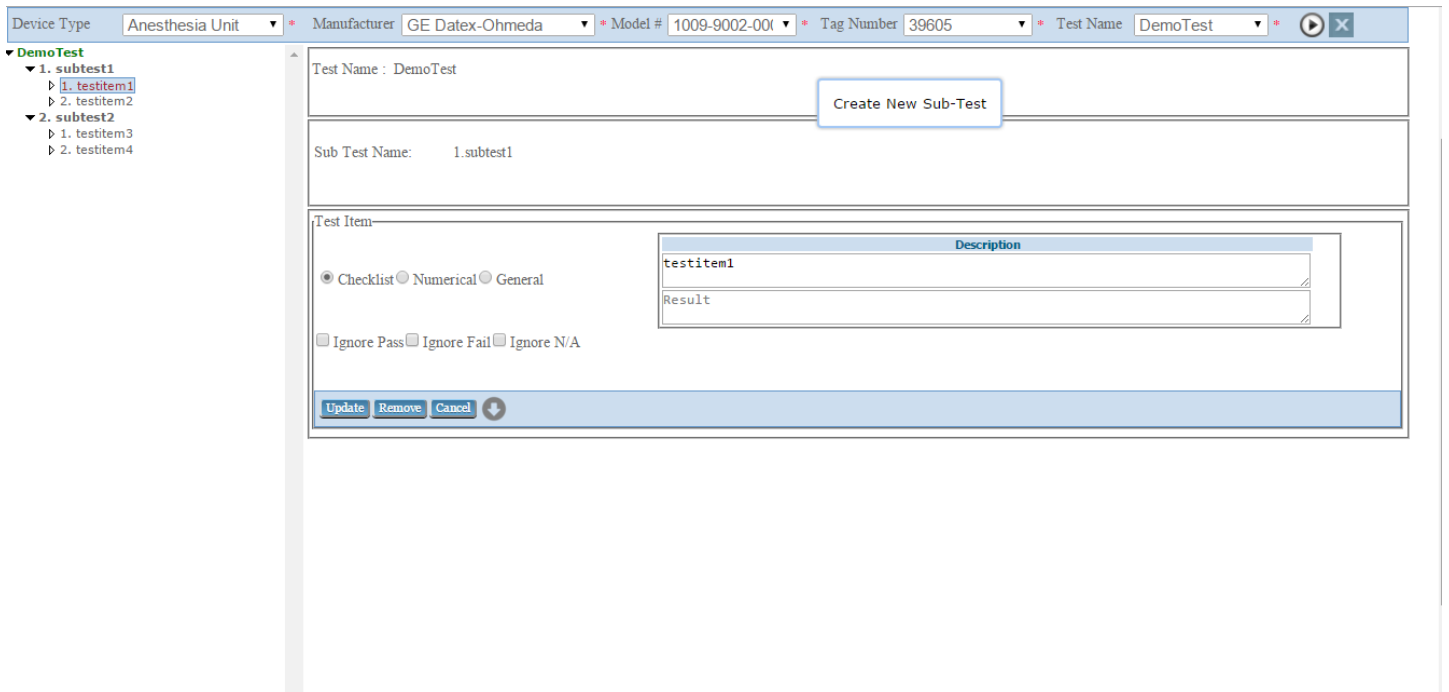 Device Type Anesthesia Unit * Manufacturer GE Datex-Ohmeda * Model # 1009-9002-00( * Tag Number 39605 * Test Name DemoTest *
DemoTest
1. subtest1
1. testitem1
2. testitem2
2. subtest2
1. testitem3
2. testitem4
Test Name : DemoTest
Create New Sub-Test
Sub Test Name: 1.subtest1
Test Item
Checklist Numerical General
Description
testitem1
Result
Ignore Pass Ignore Fail Ignore N/A
Update Remove Cancel